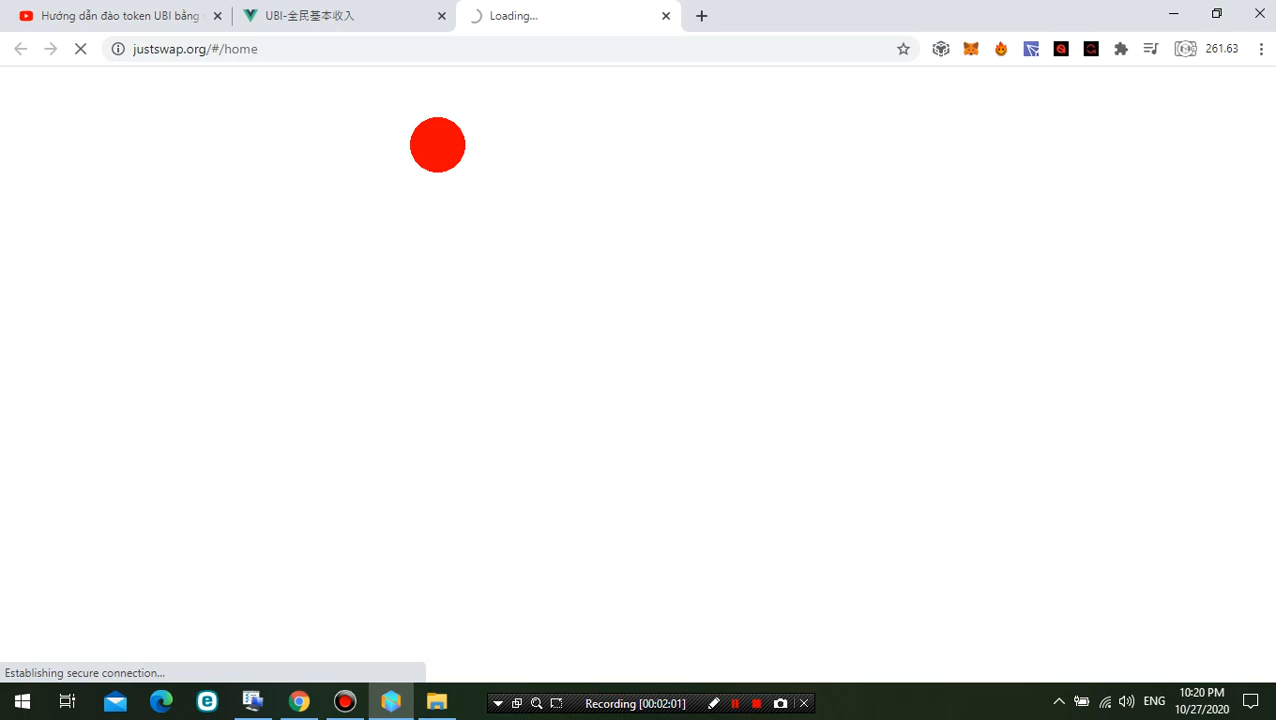 Hướng dẫn đào token UBI bằng
UBI-全民基本收入
Loading...
justswap.org/#/home
261.63
Establishing secure connection...
Recording [00:02:01]
ENG
10:20 PM
10/27/2020